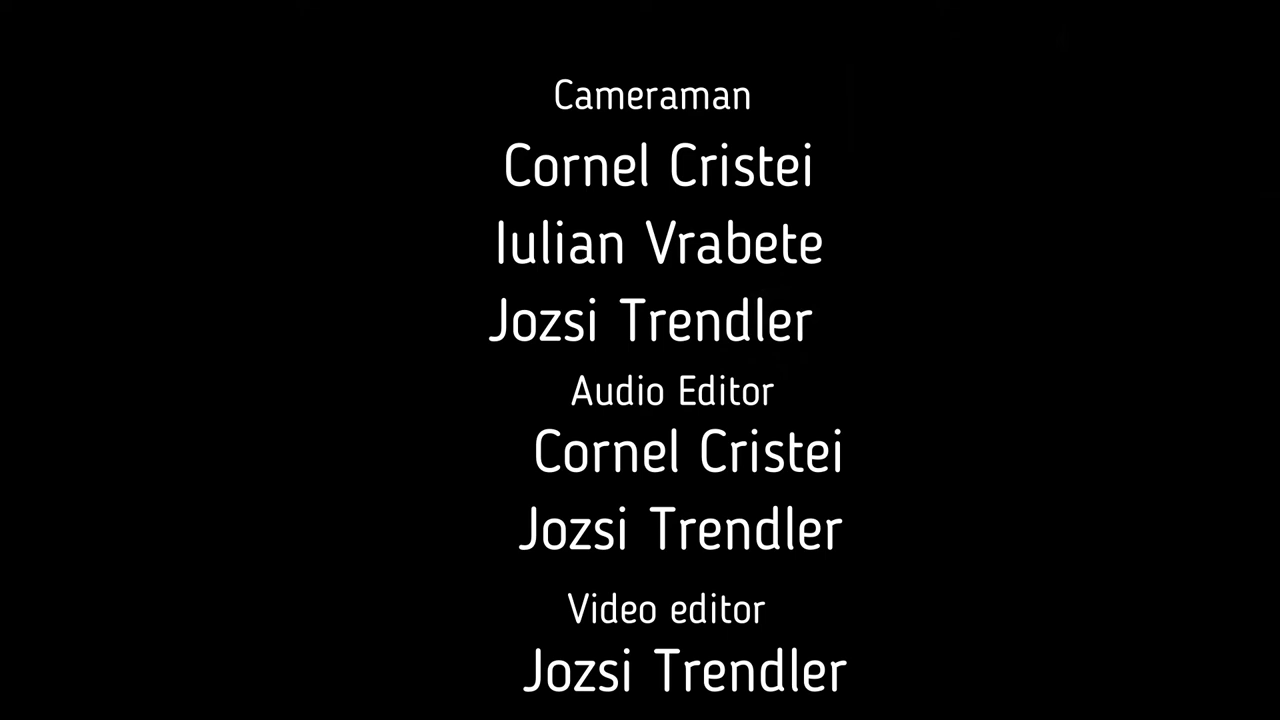 Cameraman
Cornel Cristei
Iulian Vrabete
Jozsi Trendler
Audio Editor
Cornel Cristei
Jozsi Trendler
Video editor
Jozsi Trendler